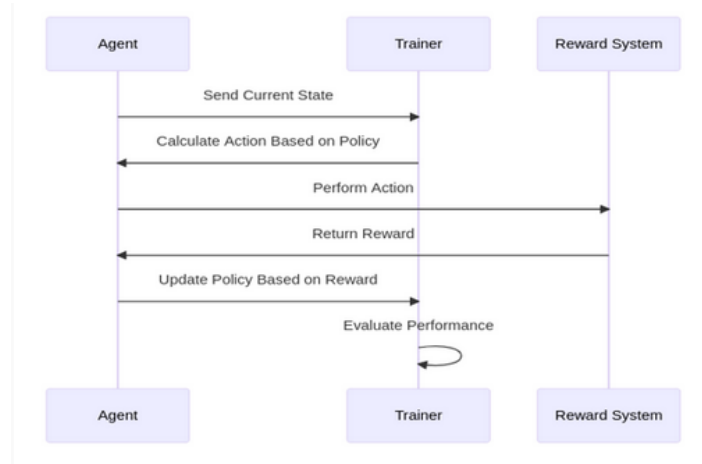 Agent
Trainer
Reward System
Send Current State
Calculate Action Based on Policy
Perform Action
Return Reward
Update Policy Based on Reward
Evaluate Performance
Agent
Trainer
Reward System